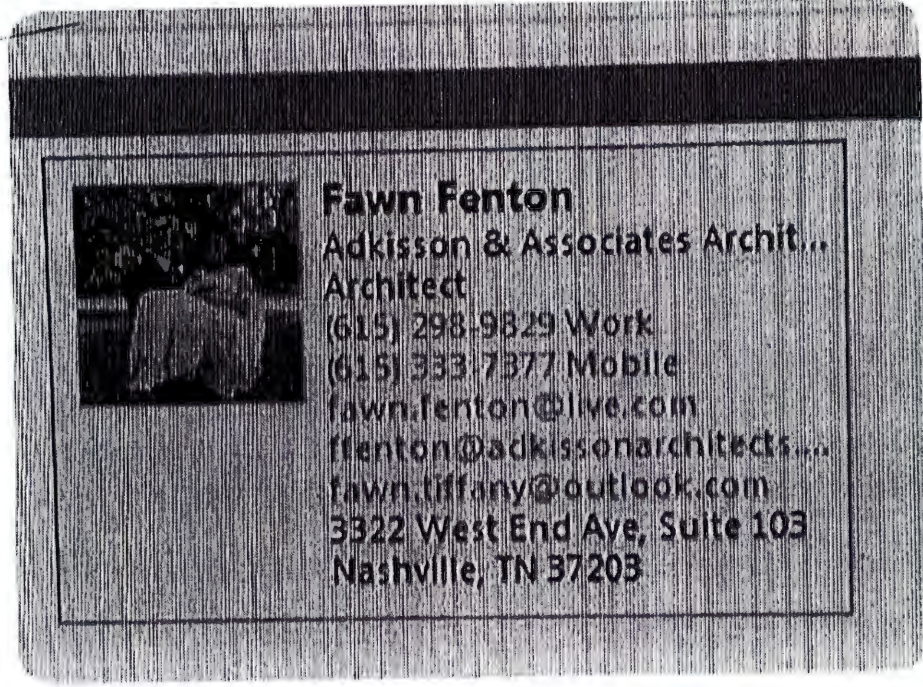 Fawn Fenton
Adkisson & Associates Archit...
Architect
(615) 298-9829 Work
(615) 333-7377 Mobile
fawn.fenton@live.com
ffenton@adkissonarchitects....
fawn.tiffany@outlook.com
3322 West End Ave, Suite 103
Nashville, TN 37203